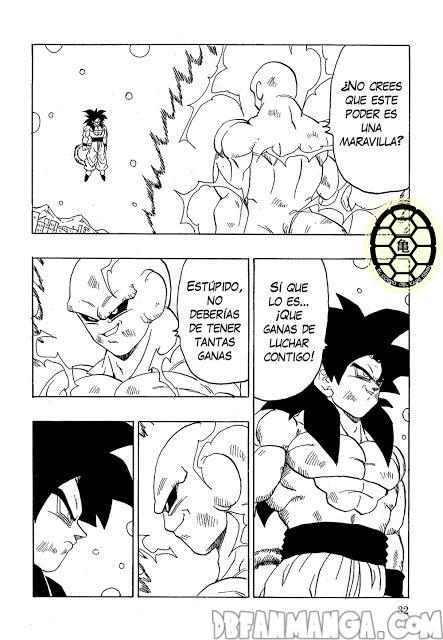 ¿NO CREES
QUE ESTE
PODER ES
UNA
MARAVILLA?
亀
ESTÚPIDO,
NO
DEBERÍAS
DE TENER
TANTAS
GANAS
SÍ QUE
LO ES...
¡QUE
GANAS DE
LUCHAR
CONTIGO!
32
DBFANMANGA.COM